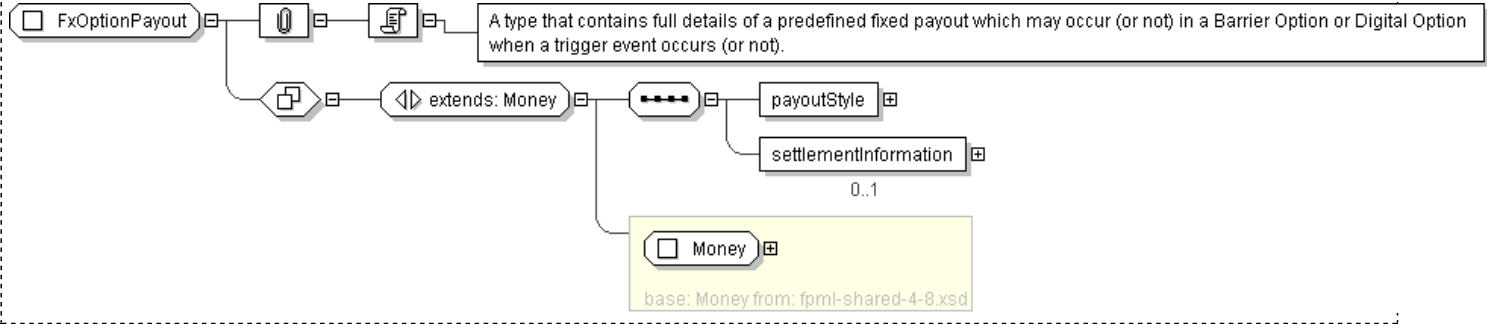 FxOptionPayout
A type that contains full details of a predefined fixed payout which may occur (or not) in a Barrier Option or Digital Option
when a trigger event occurs (or not).
extends: Money
payoutStyle
settlementInformation
0..1
Money
base: Money from: fpml-shared-4-8.xsd